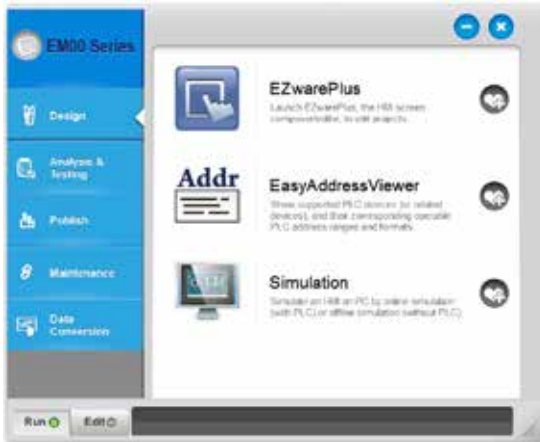 EM00 Series
Design
Analysis &
Testing
Publish
Maintenance
Data
Conversion
EZwarePlus
Launch EZwarePlus, the HMI screen
to edit projects.
Addr
EasyAddressViewer
Show supported PLC devices (or related
devices), and their corresponding operable
PLC address ranges and formats.
Simulation
Simulate an HMI on PC by online simulation
(with PLC) or offline simulation (without PLC)
Run
Edit